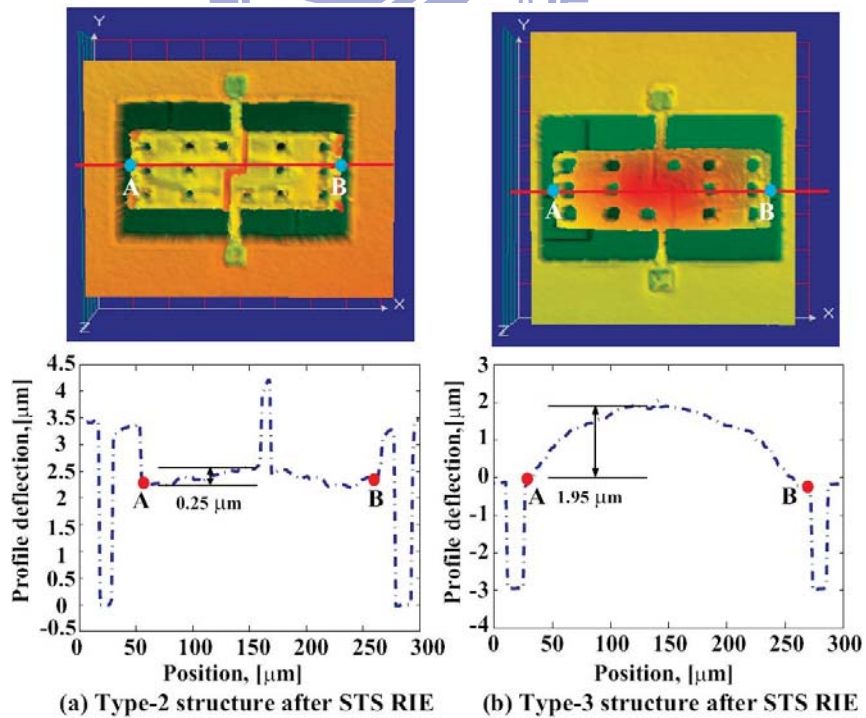 Y
A
B
Z
X
Y
A
B
Z
X
Profile deflection,[μm]
4.5
4
3.5
3
2.5
2
1.5
1
0.5
0
-0.5
A
0.25 μm
B
0 50 100 150 200 250 300
Position, [μm]
(a) Type-2 structure after STS RIE
Profile deflection,[μm]
3
2
1
0
-1
-2
-3
-4
A
1.95 μm
B
0 50 100 150 200 250 300
Position, [μm]
(b) Type-3 structure after STS RIE